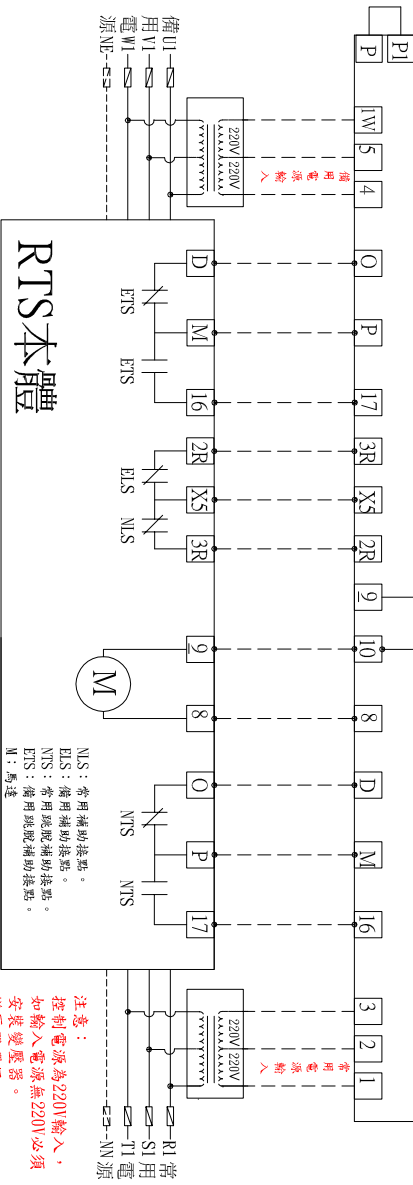 P1
P
1W
5
4
備用電源輸入
O
P
17
3R
X5
2R
9
10
8
D
M
16
3
2
1
常用電源輸入
備U1
用V1
電W1
源NE
220V 220V
D
M
16
2R
X5
3R
9
8
O
P
17
ETS
ETS
ELS
NLS
M
NTS
NTS
RTS本體
NLS：常用補助接點。
ELS：備用補助接點。
NTS：常用跳脫補助接點。
ETS：備用跳脫補助接點。
M：馬達
220V 220V
R1常
S1用
T1電
NN源
注意：
控制電源為220V輸入，
如輸入電源無220V必須
安裝變壓器。